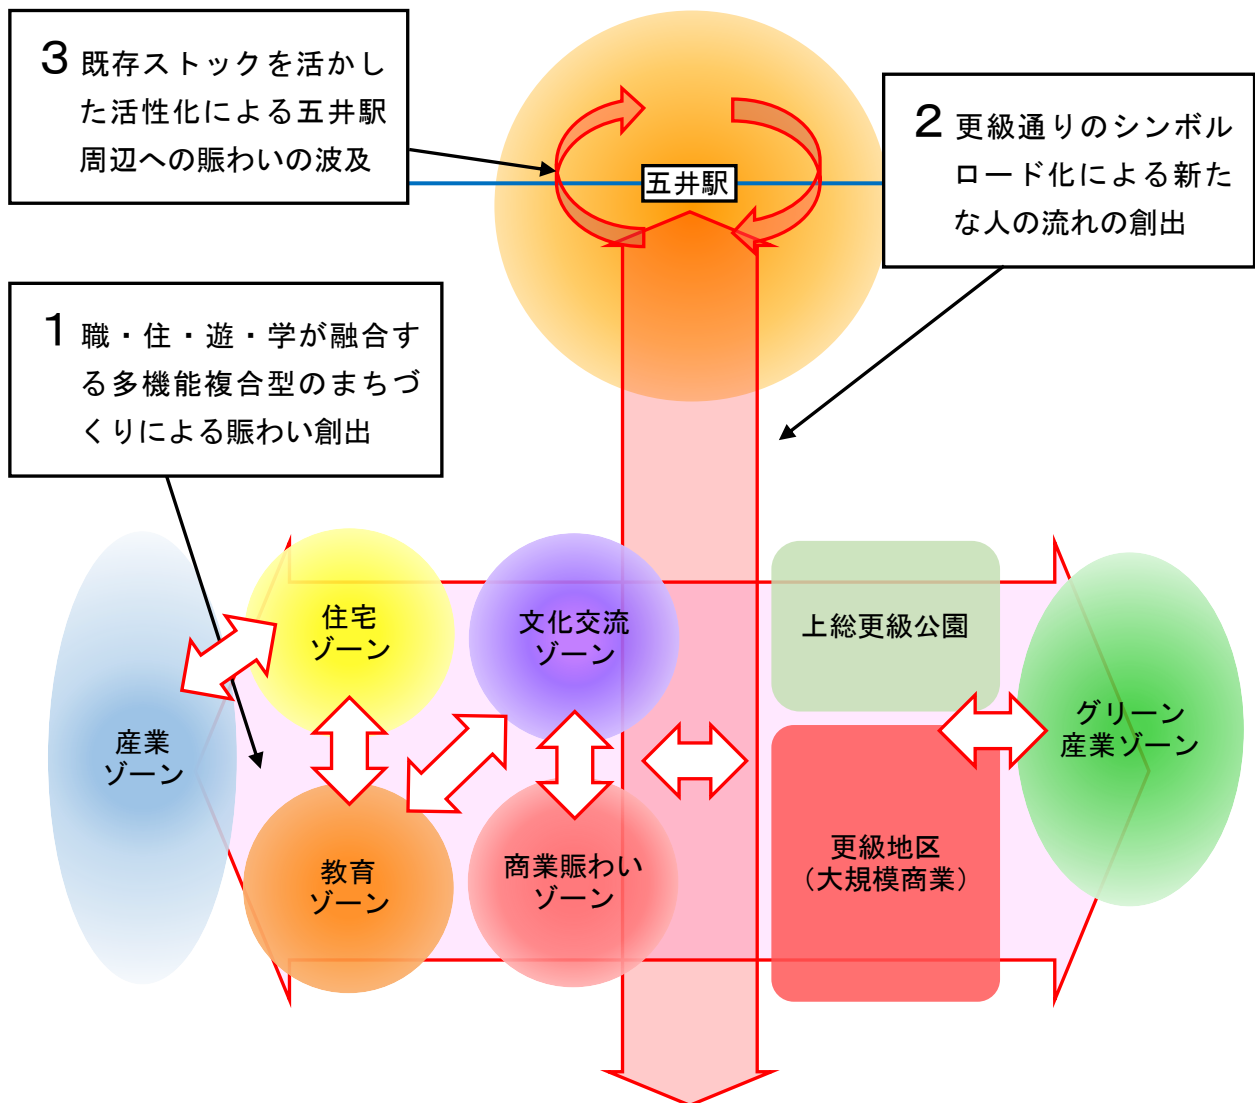 3 既存ストックを活かし
た活性化による五井駅
周辺への賑わいの波及
五井駅
2 更級通りのシンボル
ロード化による新た
な人の流れの創出
1 職・住・遊・学が融合す
る多機能複合型のまちづ
くりによる賑わい創出
住宅
ゾーン
文化交流
ゾーン
上総更級公園
産業
ゾーン
グリーン
産業ゾーン
教育
ゾーン
商業賑わい
ゾーン
更級地区
（大規模商業）